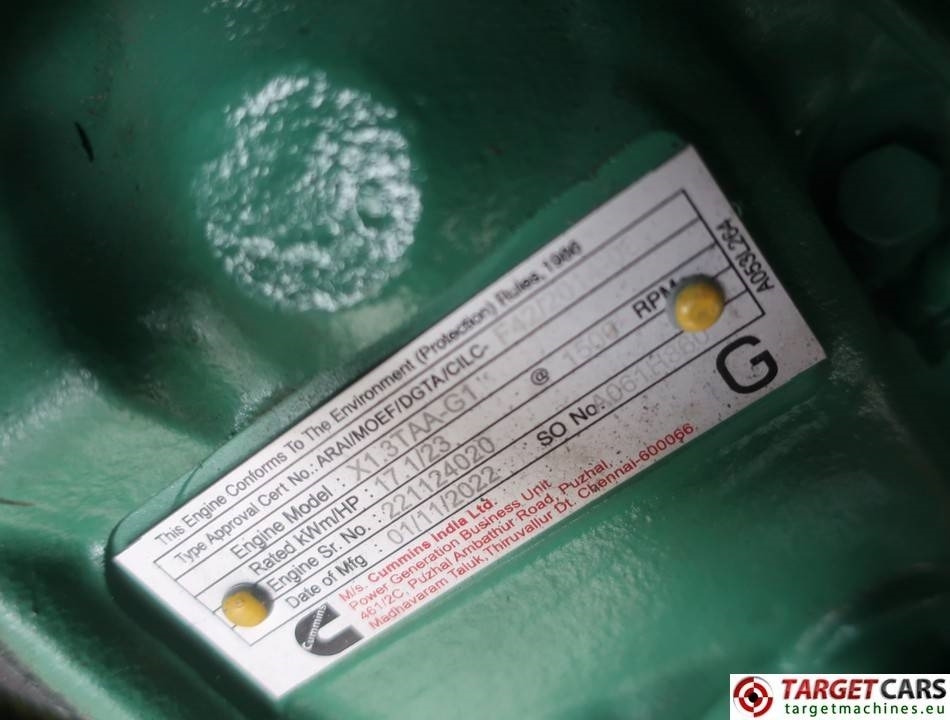 This Engine Conforms To The Environment (Protection) Rules, 1986
Type Approval Cert No.: ARAI/MOEF/DGTA/CILC- F42/201
Engine Model : X1.3TAA-G1
Rated KWm/HP : 17.1/23 @ 1500 RPM
Engine Sr. No. : 221124020
Date of Mfg : 01/11/2022 SO No.
M/s. Cummins India Ltd.
Power Generation Business Unit
461/2C, Puzhal Ambathur Road, Puzhal,
Madhavaram Taluk, Thiruvallur Dt. Chennai-600066.
G
A053L264
Cummins
TARGET CARS
targetmachines.eu